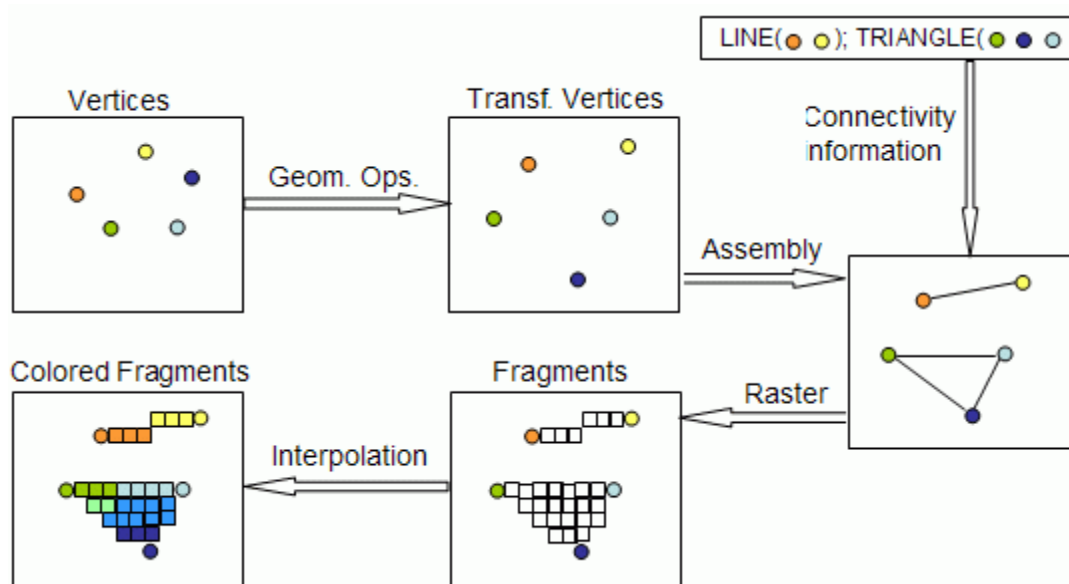 LINE( ); TRIANGLE( )
Vertices
Transf. Vertices
Connectivity
information
Geom. Ops.
Assembly
Colored Fragments
Fragments
Raster
Interpolation